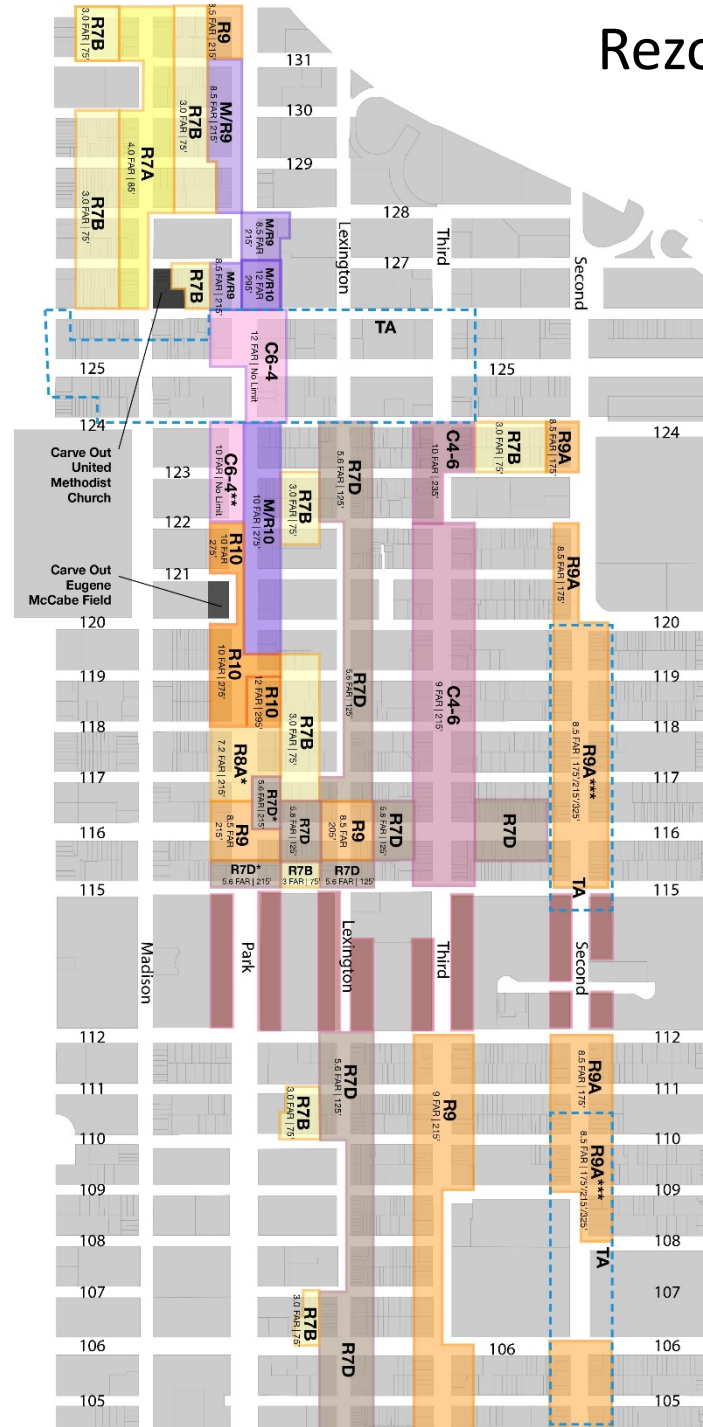 Rezo
R7B
3.0 FAR | 75'
R9
8.5 FAR | 215'
131
130
129
128
127
R7B
3.0 FAR | 75'
M/R9
8.5 FAR | 215'
R7A
4.0 FAR | 85'
R7B
3.0 FAR | 75'
Lexington
Third
Second
M/R9
8.5 FAR
215'
R7B
M/R9
8.5 FAR
215'
M/R10
12 FAR
295'
TA
C6-4
12 FAR | No Limit
125
125
124
124
Carve Out
United
Methodist
Church
123
122
121
C6-4**
10 FAR | No Limit
M/R10
10 FAR | 275'
R7B
3.0 FAR | 75'
R7D
5.6 FAR | 125'
C4-6
10 FAR | 235'
R7B
3.0 FAR | 75'
R9A
8.5 FAR | 175'
R10
10 FAR
275'
R9A
8.5 FAR | 175'
Carve Out
Eugene
McCabe Field
120
120
119
119
118
118
117
117
116
116
115
115
R10
10 FAR | 275'
R10
12 FAR | 295'
R7B
3.0 FAR | 75'
R7D
5.6 FAR | 125'
C4-6
9 FAR | 215'
R9A***
8.5 FAR | 175'/215'/325'
R8A*
7.2 FAR | 215'
R7D*
5.6 FAR | 215'
R9
8.5 FAR
215'
R7D
5.6 FAR | 125'
R9
8.5 FAR
205'
R7D
5.6 FAR | 125'
R7D
R7D*
5.6 FAR | 215'
R7B
3 FAR | 75'
R7D
5.6 FAR | 125'
TA
Madison
Park
Lexington
Third
Second
112
112
111
111
110
110
109
109
108
108
107
107
106
106
106
105
105
R7D
5.6 FAR | 125'
R7B
3.0 FAR | 75'
R9
9 FAR | 215'
R9A
8.5 FAR | 175'
R9A***
8.5 FAR | 175'/215'/325'
TA
R7B
3.0 FAR | 75'
R7D